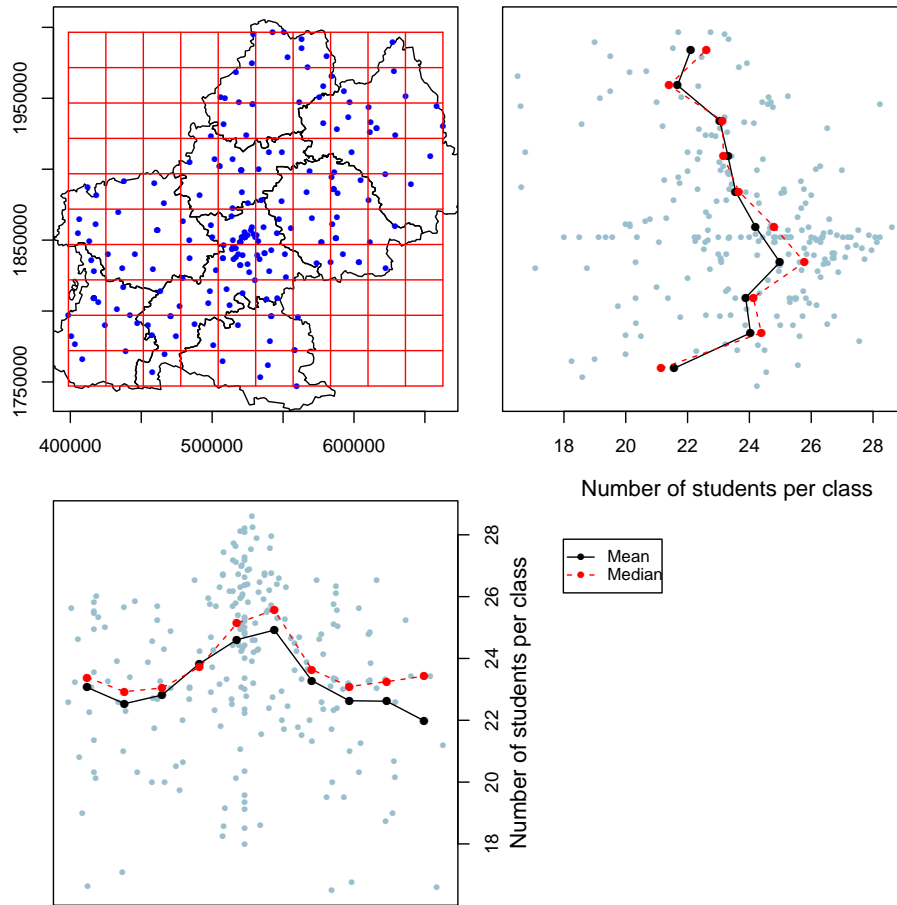 1950000
1850000
1750000
400000 500000 600000
18 20 22 24 26 28
Number of students per class
28
26
24
22
20
18
Number of students per class
Mean
Median